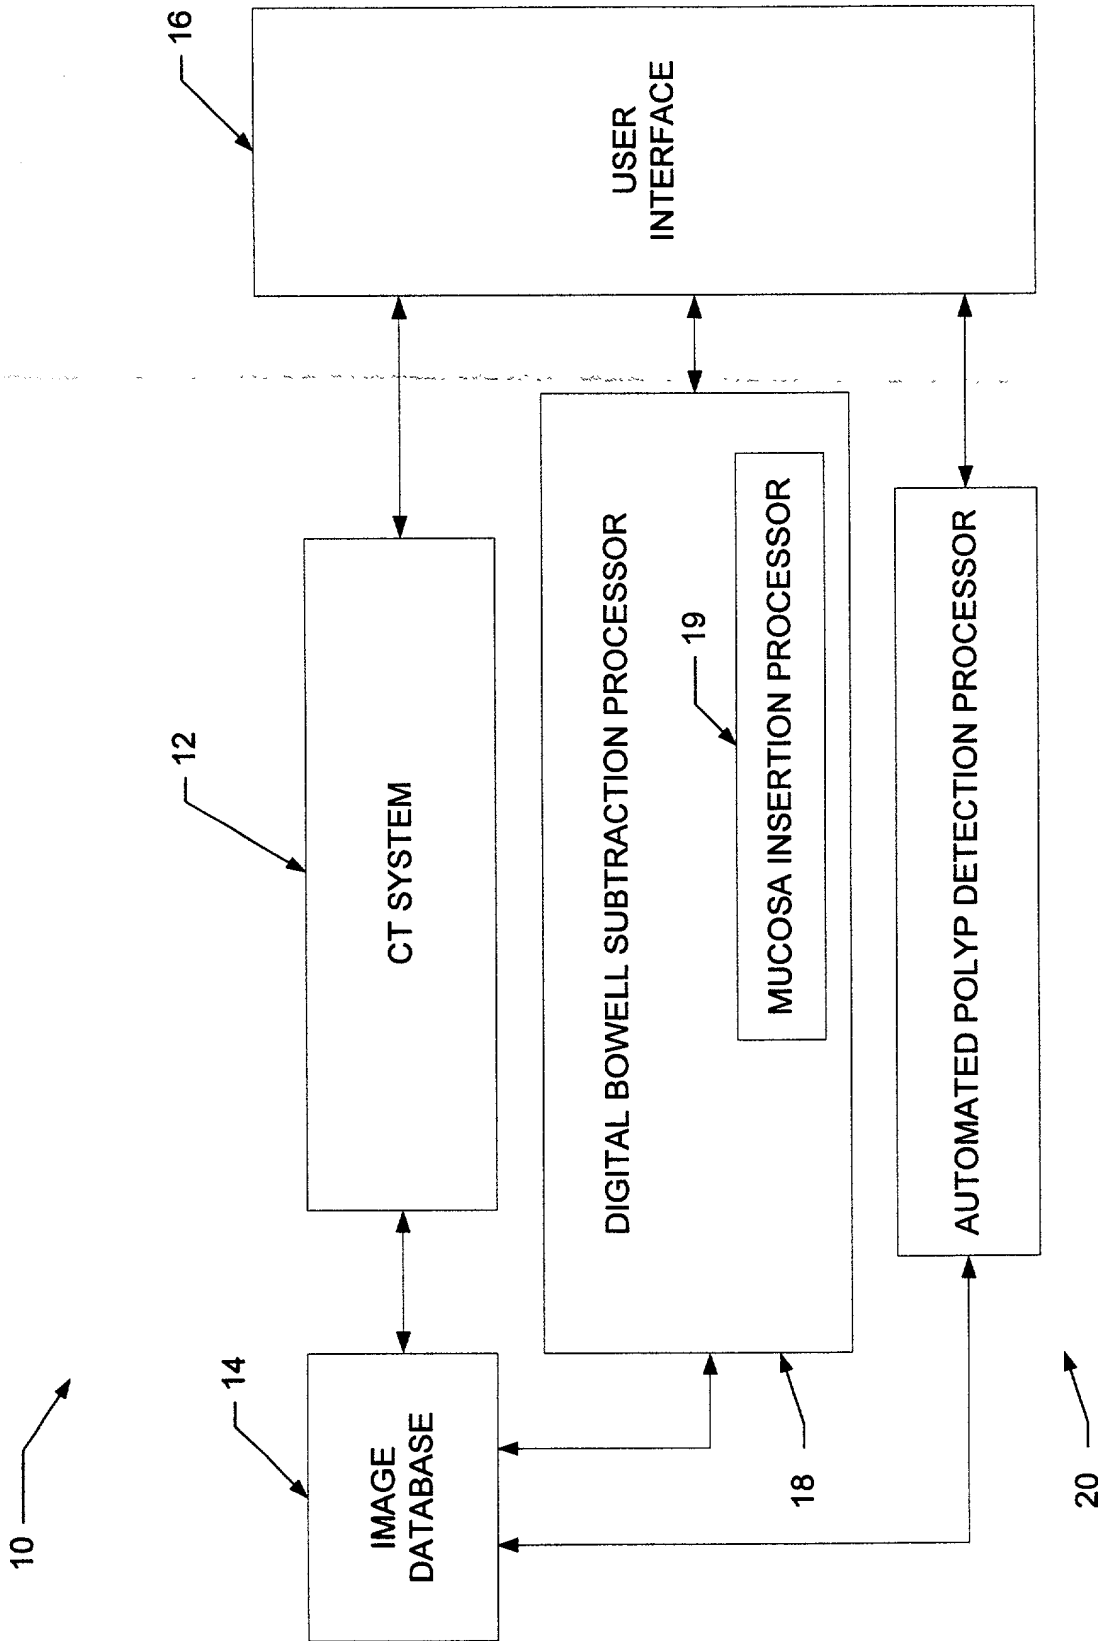 10
14
IMAGE
DATABASE
12
CT SYSTEM
16
USER
INTERFACE
DIGITAL BOWELL SUBTRACTION PROCESSOR
19
MUCOSA INSERTION PROCESSOR
18
AUTOMATED POLYP DETECTION PROCESSOR
20